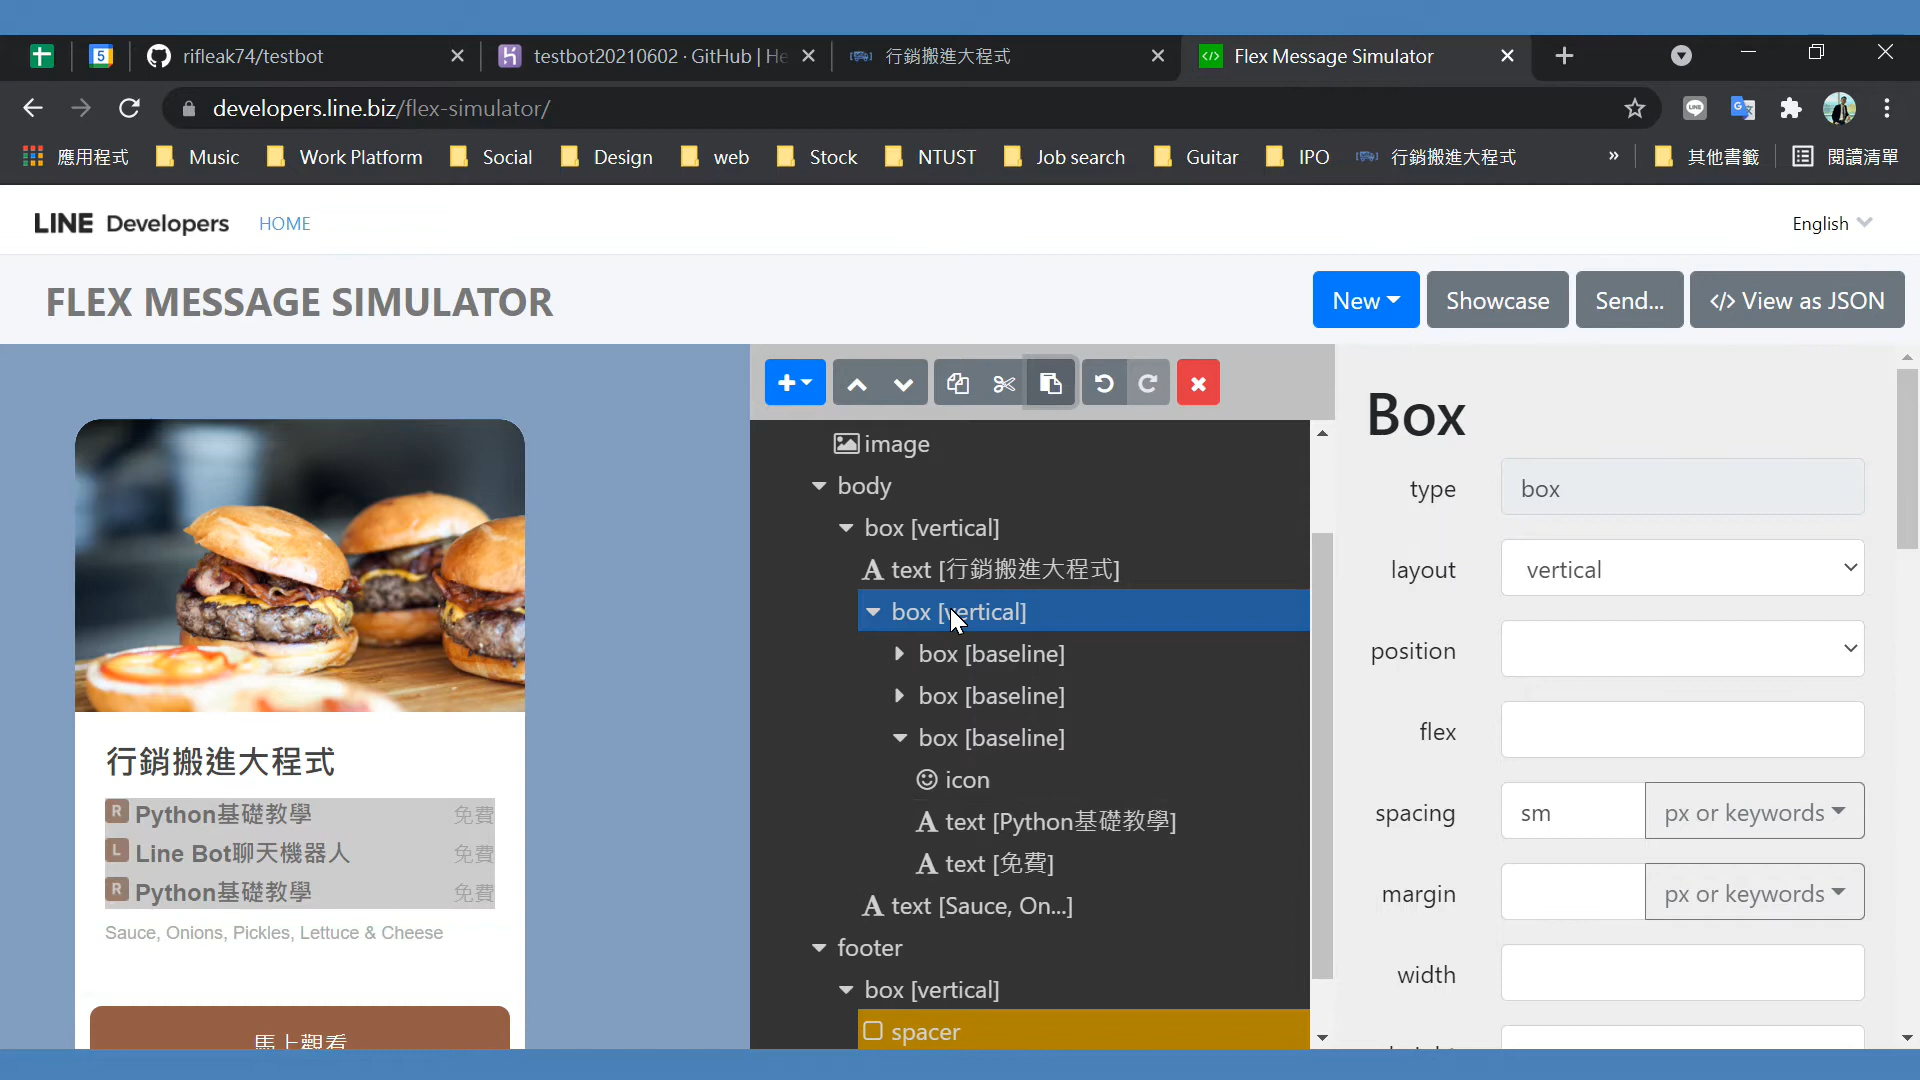 rifleak74/testbot
testbot20210602 · GitHub | He
行銷搬進大程式
Flex Message Simulator
developers.line.biz/flex-simulator/
應用程式
Music
Work Platform
Social
Design
web
Stock
NTUST
Job search
Guitar
IPO
行銷搬進大程式
»
其他書籤
閱讀清單
LINE Developers
HOME
English
FLEX MESSAGE SIMULATOR
New
Showcase
Send...
</> View as JSON
行銷搬進大程式
R Python基礎教學 免費
L Line Bot聊天機器人 免費
R Python基礎教學 免費
Sauce, Onions, Pickles, Lettuce & Cheese
馬上觀看
image
body
box [vertical]
text [行銷搬進大程式]
box [vertical]
box [baseline]
box [baseline]
box [baseline]
icon
text [Python基礎教學]
text [免費]
text [Sauce, On...]
footer
box [vertical]
spacer
Box
type box
layout vertical
position
flex
spacing sm px or keywords
margin px or keywords
width